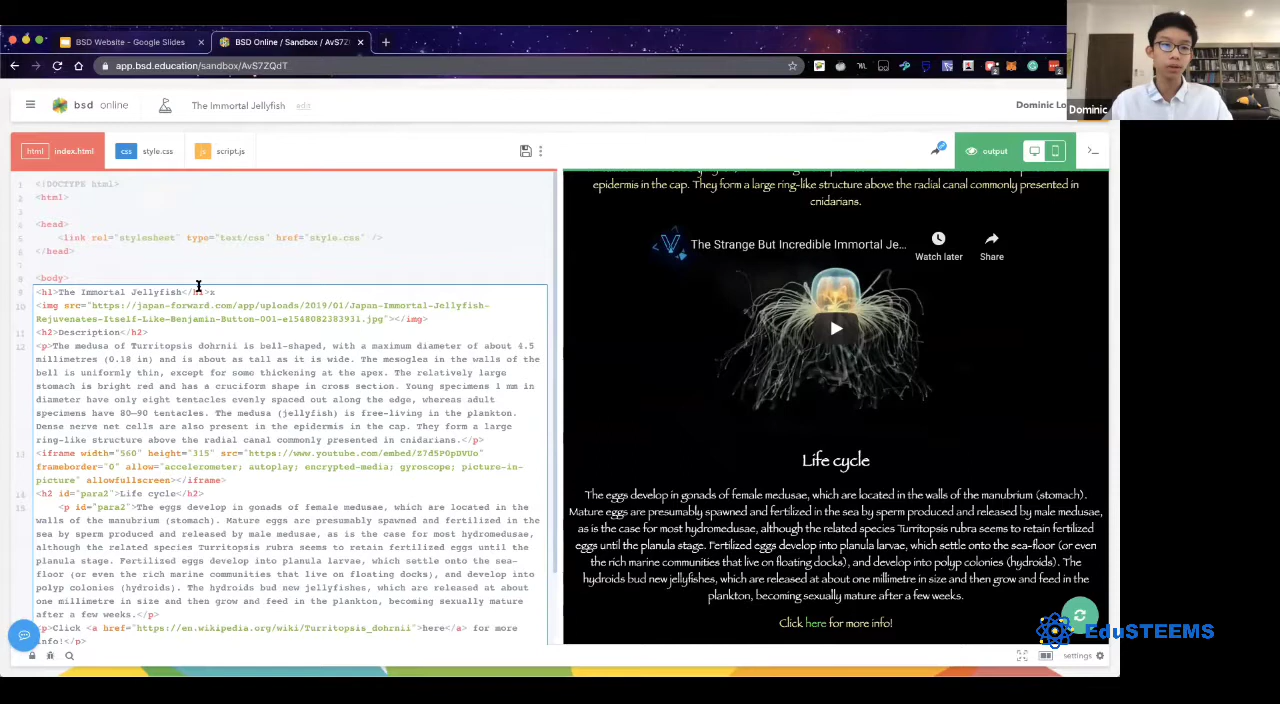 BSD Website - Google Slides
BSD Online / Sandbox / AvS7Z
app.bsd.education/sandbox/AvS7ZQdT
bsd online
The Immortal Jellyfish
edit
Dominic Lo
Dominic
html index.html
css style.css
js script.js
output
1 <!DOCTYPE html>
2 <html>
3
4 <head>
5 <link rel="stylesheet" type="text/css" href="style.css" />
6 </head>
7
8 <body>
9 <h1>The Immortal Jellyfish</h1>x
10 <img src="https://japan-forward.com/app/uploads/2019/01/Japan-Immortal-Jellyfish-
Rejuvenates-Itself-Like-Benjamin-Button-001-e1548082383931.jpg"></img>
11 <h2>Description</h2>
12 <p>The medusa of Turritopsis dohrnii is bell-shaped, with a maximum diameter of about 4.5
millimetres (0.18 in) and is about as tall as it is wide. The mesoglea in the walls of the
bell is uniformly thin, except for some thickening at the apex. The relatively large
stomach is bright red and has a cruciform shape in cross section. Young specimens 1 mm in
diameter have only eight tentacles evenly spaced out along the edge, whereas adult
specimens have 80–90 tentacles. The medusa (jellyfish) is free-living in the plankton.
Dense nerve net cells are also present in the epidermis in the cap. They form a large
ring-like structure above the radial canal commonly presented in cnidarians.</p>
13 <iframe width="560" height="315" src="https://www.youtube.com/embed/Z7d5P0pDVUo"
frameborder="0" allow="accelerometer; autoplay; encrypted-media; gyroscope; picture-in-
picture" allowfullscreen></iframe>
14 <h2 id="para2">Life cycle</h2>
15 <p id="para2">The eggs develop in gonads of female medusae, which are located in the
walls of the manubrium (stomach). Mature eggs are presumably spawned and fertilized in the
sea by sperm produced and released by male medusae, as is the case for most hydromedusae,
although the related species Turritopsis rubra seems to retain fertilized eggs until the
planula stage. Fertilized eggs develop into planula larvae, which settle onto the sea-
floor (or even the rich marine communities that live on floating docks), and develop into
polyp colonies (hydroids). The hydroids bud new jellyfishes, which are released at about
one millimetre in size and then grow and feed in the plankton, becoming sexually mature
after a few weeks.</p>
<p>Click <a href="https://en.wikipedia.org/wiki/Turritopsis_dohrnii">here</a> for more
info!</p>
epidermis in the cap. They form a large ring-like structure above the radial canal commonly presented in
cnidarians.
The Strange But Incredible Immortal Je...
Watch later
Share
Life cycle
The eggs develop in gonads of female medusae, which are located in the walls of the manubrium (stomach).
Mature eggs are presumably spawned and fertilized in the sea by sperm produced and released by male medusae,
as is the case for most hydromedusae, although the related species Turritopsis rubra seems to retain fertilized
eggs until the planula stage. Fertilized eggs develop into planula larvae, which settle onto the sea-floor (or even
the rich marine communities that live on floating docks), and develop into polyp colonies (hydroids). The
hydroids bud new jellyfishes, which are released at about one millimetre in size and then grow and feed in the
plankton, becoming sexually mature after a few weeks.
Click here for more info!
EduSTEEMS
settings